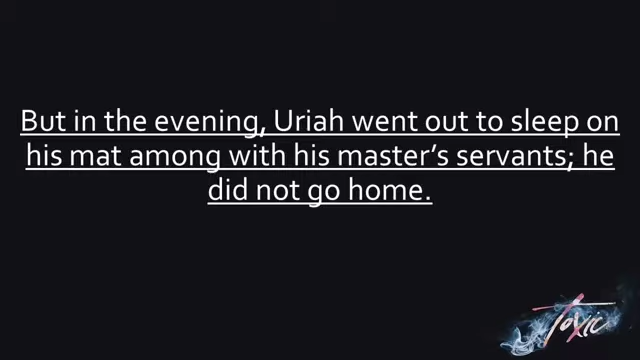 But in the evening, Uriah went out to sleep on
his mat among with his master’s servants; he
did not go home.
Toxic